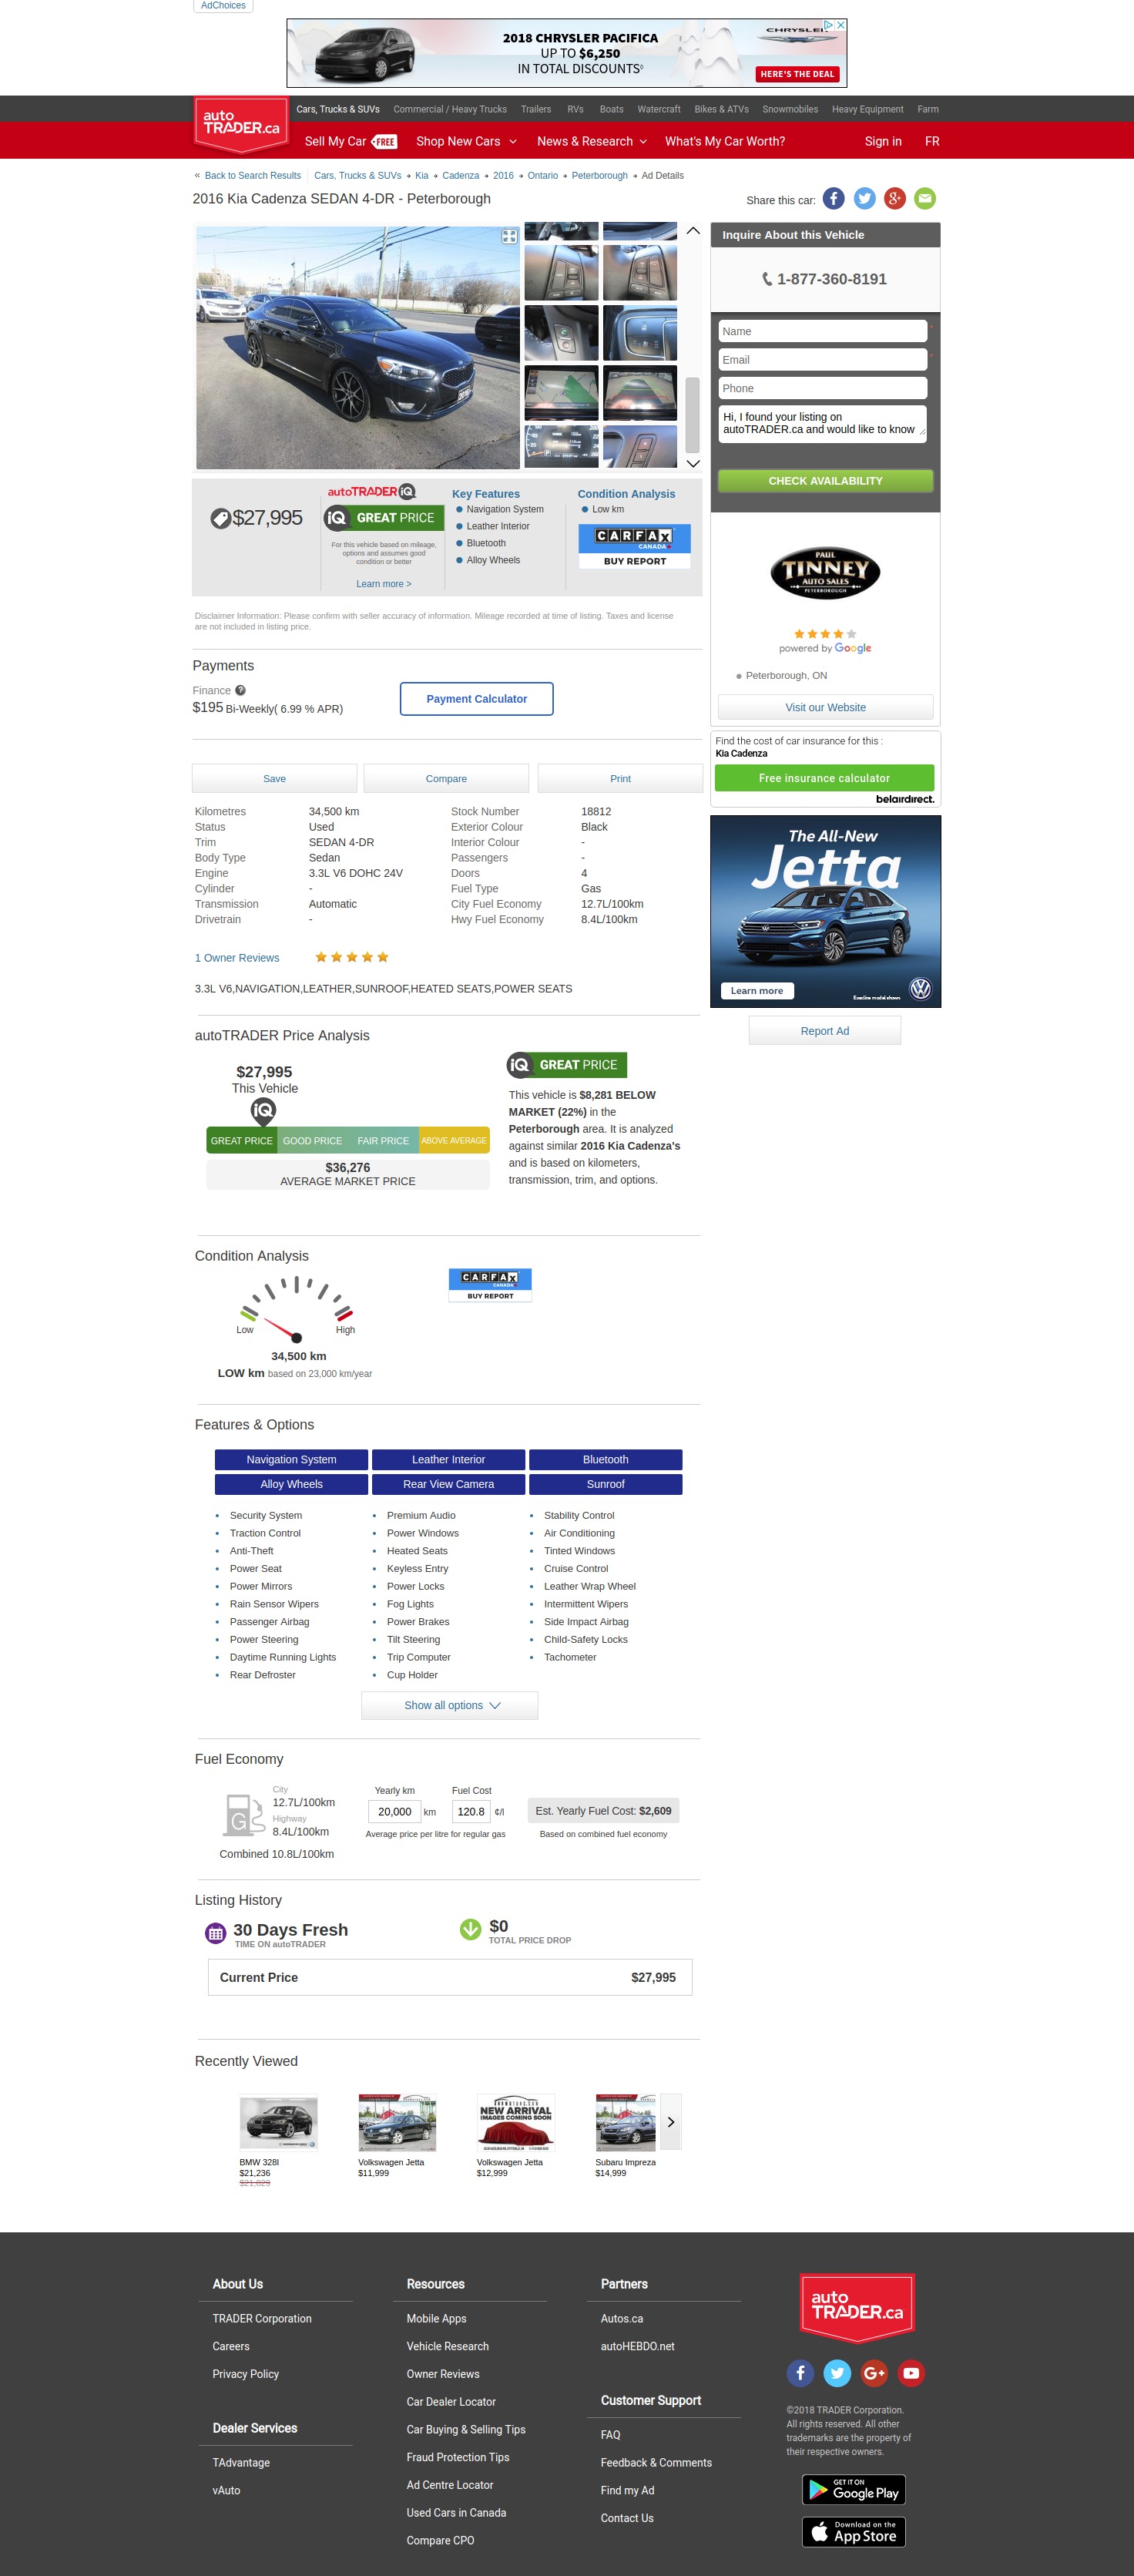 AdChoices
2018 CHRYSLER PACIFICA
UP TO $6,250
IN TOTAL DISCOUNTS◊
CHRYSLER
HERE'S THE DEAL
auto TRADER.ca
Cars, Trucks & SUVs Commercial / Heavy Trucks Trailers RVs Boats Watercraft Bikes & ATVs Snowmobiles Heavy Equipment Farm
Sell My Car FREE Shop New Cars News & Research What's My Car Worth? Sign in FR
« Back to Search Results Cars, Trucks & SUVs Kia Cadenza 2016 Ontario Peterborough Ad Details
2016 Kia Cadenza SEDAN 4-DR - Peterborough
Share this car:
Inquire About this Vehicle
1-877-360-8191
Name *
Email *
Phone
Hi, I found your listing on
autoTRADER.ca and would like to know
CHECK AVAILABILITY
$27,995
autoTRADER iQ
iQ GREAT PRICE
For this vehicle based on mileage,
options and assumes good
condition or better
Learn more >
Key Features
Navigation System
Leather Interior
Bluetooth
Alloy Wheels
Condition Analysis
Low km
CARFAX
CANADA
BUY REPORT
PAUL
TINNEY
AUTO SALES
PETERBOROUGH
powered by Google
Peterborough, ON
Visit our Website
Disclaimer Information: Please confirm with seller accuracy of information. Mileage recorded at time of listing. Taxes and license
are not included in listing price.
Payments
Finance ?
$195 Bi-Weekly( 6.99 % APR)
Payment Calculator
Find the cost of car insurance for this :
Kia Cadenza
Free insurance calculator
belairdirect.
Save Compare Print
Kilometres 34,500 km Stock Number 18812
Status Used Exterior Colour Black
Trim SEDAN 4-DR Interior Colour -
Body Type Sedan Passengers -
Engine 3.3L V6 DOHC 24V Doors 4
Cylinder - Fuel Type Gas
Transmission Automatic City Fuel Economy 12.7L/100km
Drivetrain - Hwy Fuel Economy 8.4L/100km
The All-New
Jetta
Learn more
Execline model shown
1 Owner Reviews
3.3L V6,NAVIGATION,LEATHER,SUNROOF,HEATED SEATS,POWER SEATS
Report Ad
autoTRADER Price Analysis
$27,995
This Vehicle
iQ
GREAT PRICE GOOD PRICE FAIR PRICE ABOVE AVERAGE
$36,276
AVERAGE MARKET PRICE
iQ GREAT PRICE
This vehicle is $8,281 BELOW
MARKET (22%) in the
Peterborough area. It is analyzed
against similar 2016 Kia Cadenza's
and is based on kilometers,
transmission, trim, and options.
Condition Analysis
Low High
34,500 km
LOW km based on 23,000 km/year
CARFAX
CANADA
BUY REPORT
Features & Options
Navigation System Leather Interior Bluetooth
Alloy Wheels Rear View Camera Sunroof
Security System Premium Audio Stability Control
Traction Control Power Windows Air Conditioning
Anti-Theft Heated Seats Tinted Windows
Power Seat Keyless Entry Cruise Control
Power Mirrors Power Locks Leather Wrap Wheel
Rain Sensor Wipers Fog Lights Intermittent Wipers
Passenger Airbag Power Brakes Side Impact Airbag
Power Steering Tilt Steering Child-Safety Locks
Daytime Running Lights Trip Computer Tachometer
Rear Defroster Cup Holder
Show all options
Fuel Economy
G
City
12.7L/100km
Highway
8.4L/100km
Combined 10.8L/100km
Yearly km Fuel Cost
20,000 km 120.8 ¢/l
Average price per litre for regular gas
Est. Yearly Fuel Cost: $2,609
Based on combined fuel economy
Listing History
30 Days Fresh
TIME ON autoTRADER
$0
TOTAL PRICE DROP
Current Price $27,995
Recently Viewed
NEW ARRIVAL
IMAGES COMING SOON
BMW 328I Volkswagen Jetta Volkswagen Jetta Subaru Impreza
$21,236 $11,999 $12,999 $14,999
$21,829
About Us
TRADER Corporation
Careers
Privacy Policy
Dealer Services
TAdvantage
vAuto
Resources
Mobile Apps
Vehicle Research
Owner Reviews
Car Dealer Locator
Car Buying & Selling Tips
Fraud Protection Tips
Ad Centre Locator
Used Cars in Canada
Compare CPO
Partners
Autos.ca
autoHEBDO.net
Customer Support
FAQ
Feedback & Comments
Find my Ad
Contact Us
auto TRADER.ca
©2018 TRADER Corporation.
All rights reserved. All other
trademarks are the property of
their respective owners.
GET IT ON
Google Play
Download on the
App Store